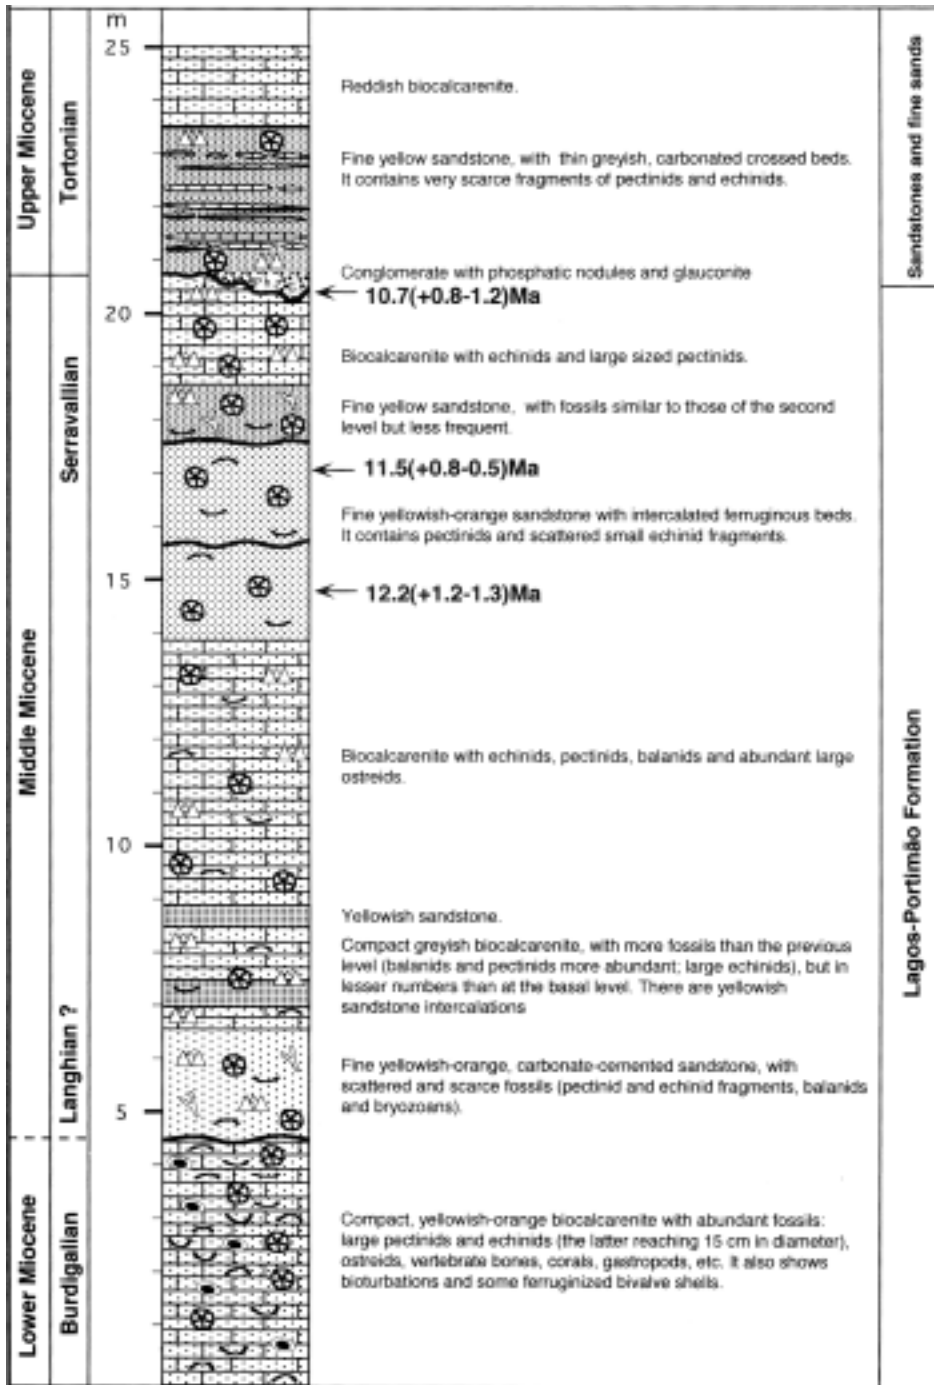 m
25
20
15
10
5
Upper Miocene
Middle Miocene
Lower Miocene
Tortonian
Serravallian
Langhian ?
Burdigalian
Reddish biocalcarenite.
Fine yellow sandstone, with thin greyish, carbonated crossed beds.
It contains very scarce fragments of pectinids and echinids.
Conglomerate with phosphatic nodules and glauconite
10.7(+0.8-1.2)Ma
Biocalcarenite with echinids and large sized pectinids.
Fine yellow sandstone, with fossils similar to those of the second
level but less frequent.
11.5(+0.8-0.5)Ma
Fine yellowish-orange sandstone with intercalated ferruginous beds.
It contains pectinids and scattered small echinid fragments.
12.2(+1.2-1.3)Ma
Biocalcarenite with echinids, pectinids, balanids and abundant large
ostreids.
Yellowish sandstone.
Compact greyish biocalcarenite, with more fossils than the previous
level (balanids and pectinids more abundant; large echinids), but in
lesser numbers than at the basal level. There are yellowish
sandstone intercalations
Fine yellowish-orange, carbonate-cemented sandstone, with
scattered and scarce fossils (pectinid and echinid fragments, balanids
and bryozoans).
Compact, yellowish-orange biocalcarenite with abundant fossils:
large pectinids and echinids (the latter reaching 15 cm in diameter),
ostreids, vertebrate bones, corals, gastropods, etc. It also shows
bioturbations and some ferruginized bivalve shells.
Sandstones and fine sands
Lagos-Portimão Formation